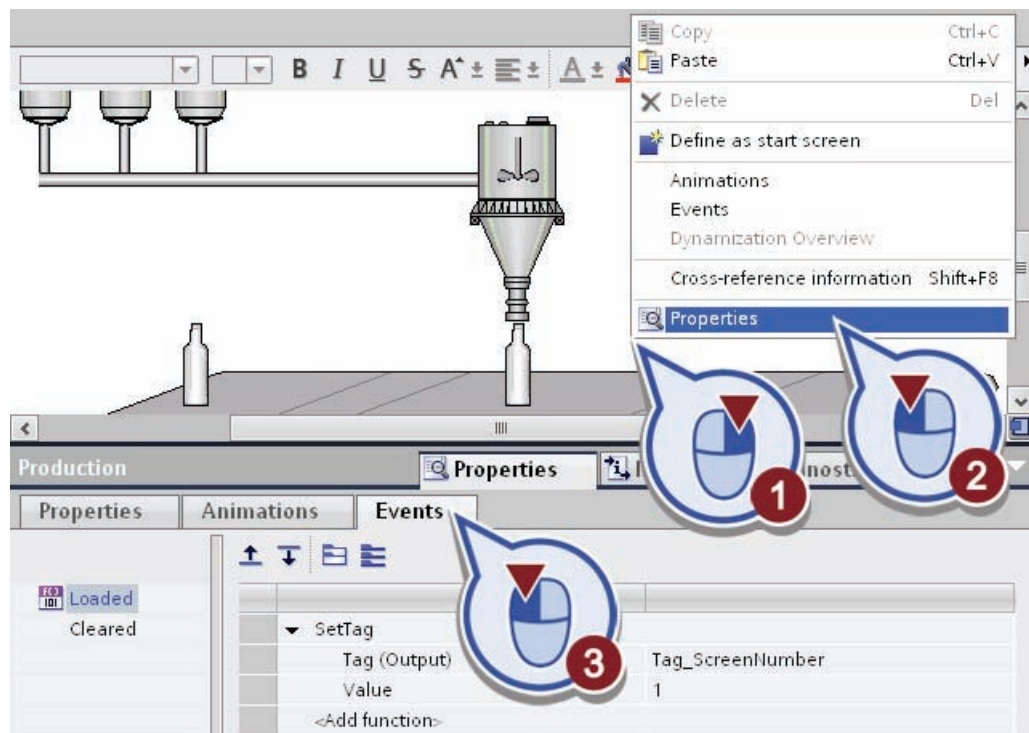 Copy Ctrl+C
Paste Ctrl+V
B I U S A
A
Delete Del
Define as start screen
Animations
Events
Dynamization Overview
Cross-reference information Shift+F8
Properties
1
2
Production Properties
Properties Animations Events
3
Loaded
Cleared
SetTag
Tag (Output) Tag_ScreenNumber
Value 1
<Add function>